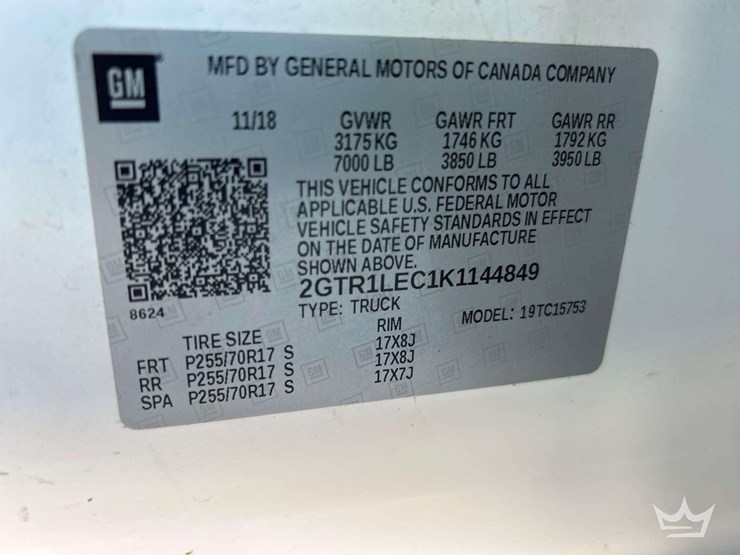 GM
MFD BY GENERAL MOTORS OF CANADA COMPANY
11/18 GVWR GAWR FRT GAWR RR
3175 KG 1746 KG 1792 KG
7000 LB 3850 LB 3950 LB
THIS VEHICLE CONFORMS TO ALL
APPLICABLE U.S. FEDERAL MOTOR
VEHICLE SAFETY STANDARDS IN EFFECT
ON THE DATE OF MANUFACTURE
SHOWN ABOVE.
2GTR1LEC1K1144849
8624
TYPE: TRUCK MODEL: 19TC15753
TIRE SIZE RIM
FRT P255/70R17 S 17X8J
RR P255/70R17 S 17X8J
SPA P255/70R17 S 17X7J